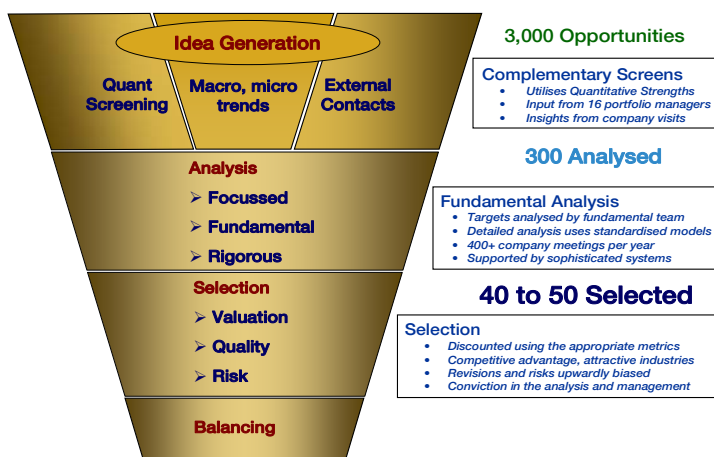 Idea Generation
Quant
Screening
Macro, micro
trends
External
Contacts
3,000 Opportunities
Complementary Screens
• Utilises Quantitative Strengths
• Input from 16 portfolio managers
• Insights from company visits
300 Analysed
Analysis
➢ Focussed
➢ Fundamental
➢ Rigorous
Fundamental Analysis
• Targets analysed by fundamental team
• Detailed analysis uses standardised models
• 400+ company meetings per year
• Supported by sophisticated systems
40 to 50 Selected
Selection
➢ Valuation
➢ Quality
➢ Risk
Selection
• Discounted using the appropriate metrics
• Competitive advantage, attractive industries
• Revisions and risks upwardly biased
• Conviction in the analysis and management
Balancing